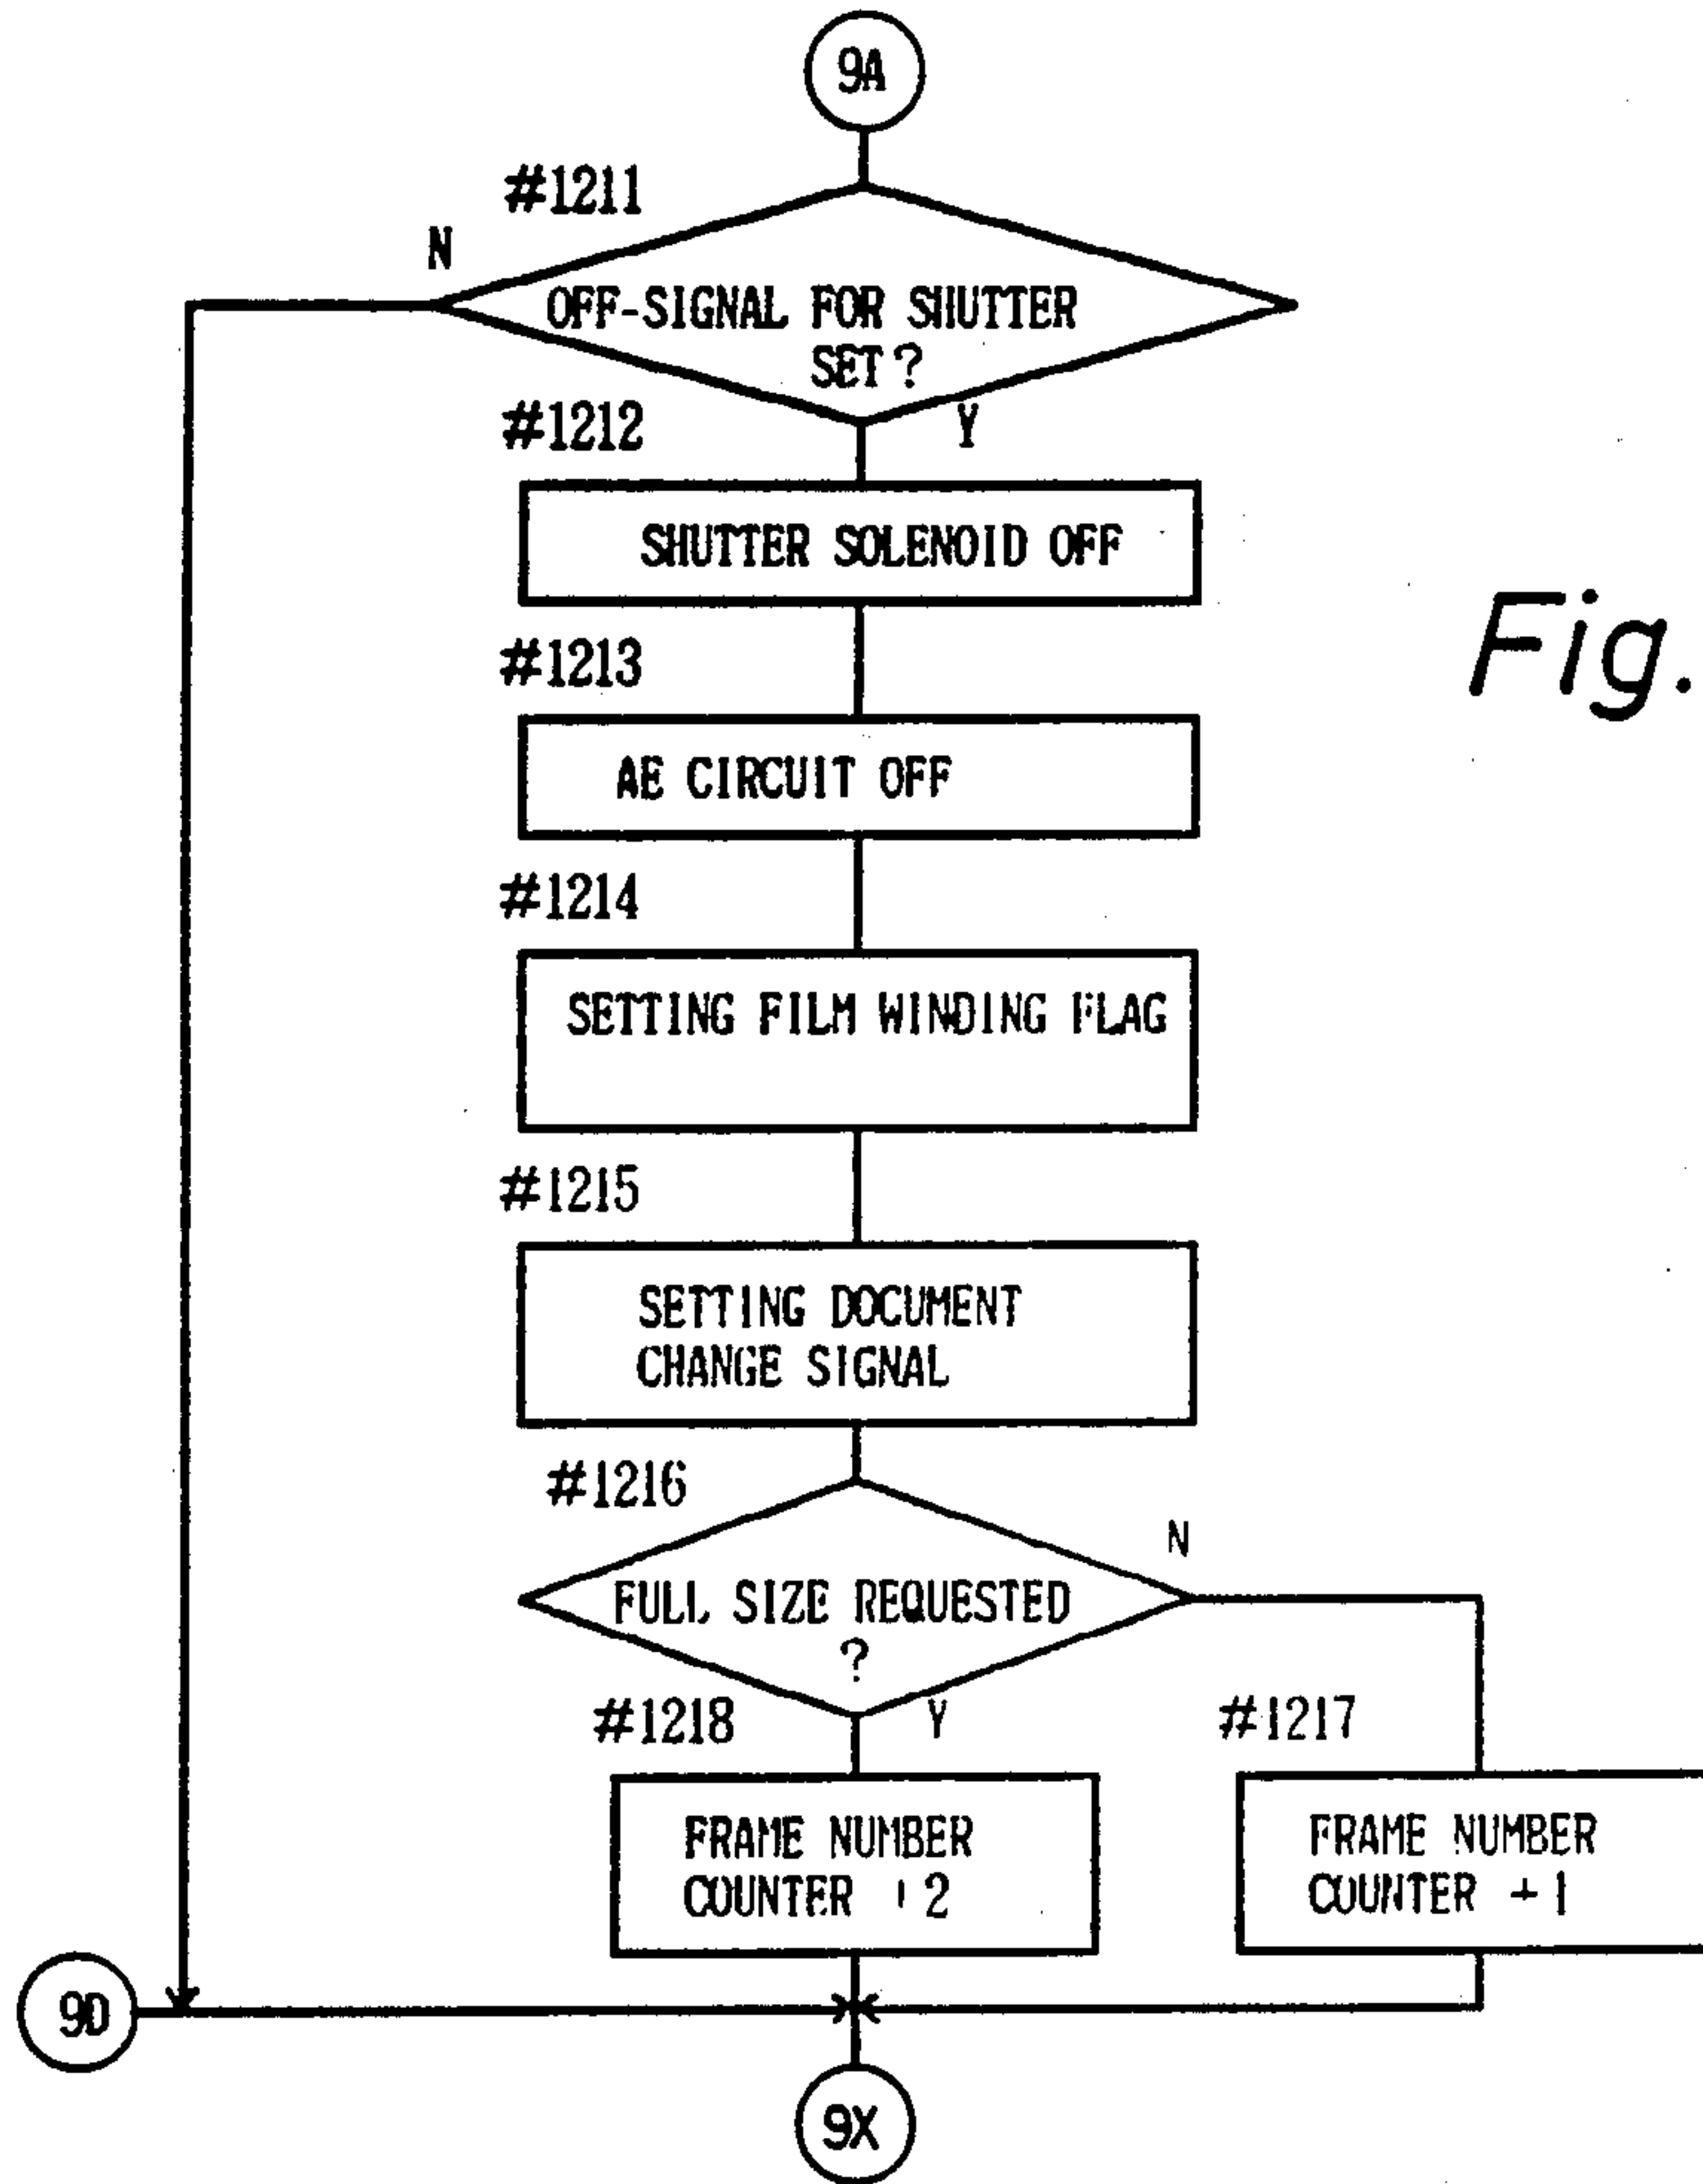 9A
#1211
N
OFF-SIGNAL FOR SHUTTER
SET?
#1212
Y
SHUTTER SOLENOID OFF
#1213
AE CIRCUIT OFF
Fig.
#1214
SETTING FILM WINDING FLAG
#1215
SETTING DOCUMENT
CHANGE SIGNAL
#1216
N
FULL SIZE REQUESTED
?
#1218
Y
#1217
FRAME NUMBER
COUNTER +2
FRAME NUMBER
COUNTER +1
9D
9X